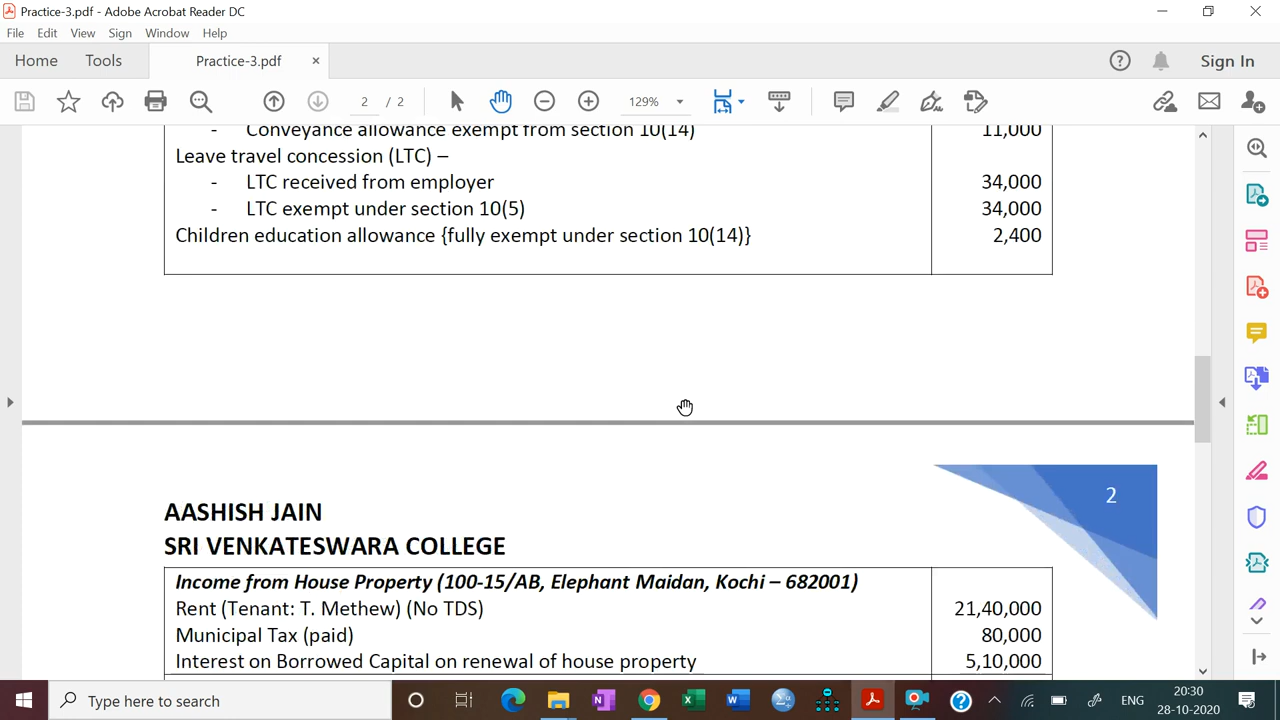 Practice-3.pdf - Adobe Acrobat Reader DC
File Edit View Sign Window Help
Home Tools Practice-3.pdf × ? Sign In
2 / 2 129%
- Conveyance allowance exempt from section 10(14) 11,000
Leave travel concession (LTC) –
- LTC received from employer 34,000
- LTC exempt under section 10(5) 34,000
Children education allowance {fully exempt under section 10(14)} 2,400
2
AASHISH JAIN
SRI VENKATESWARA COLLEGE
Income from House Property (100-15/AB, Elephant Maidan, Kochi – 682001)
Rent (Tenant: T. Methew) (No TDS) 21,40,000
Municipal Tax (paid) 80,000
Interest on Borrowed Capital on renewal of house property 5,10,000
Type here to search ENG 20:30
28-10-2020